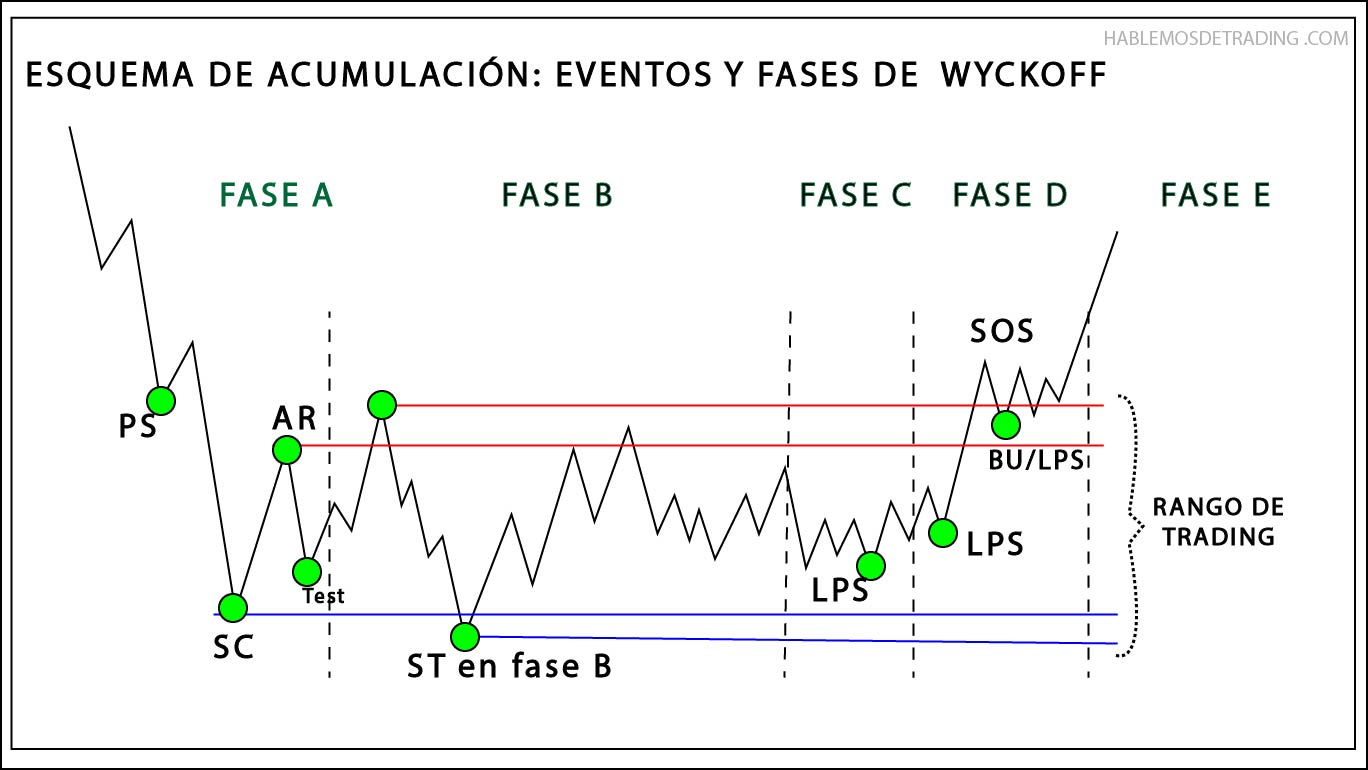 HABLEMOSDETRADING .COM
ESQUEMA DE ACUMULACIÓN: EVENTOS Y FASES DE WYCKOFF
FASE A
FASE B
FASE C
FASE D
FASE E
SOS
AR
PS
BU/LPS
RANGO DE
TRADING
LPS
LPS
Test
SC
ST en fase B